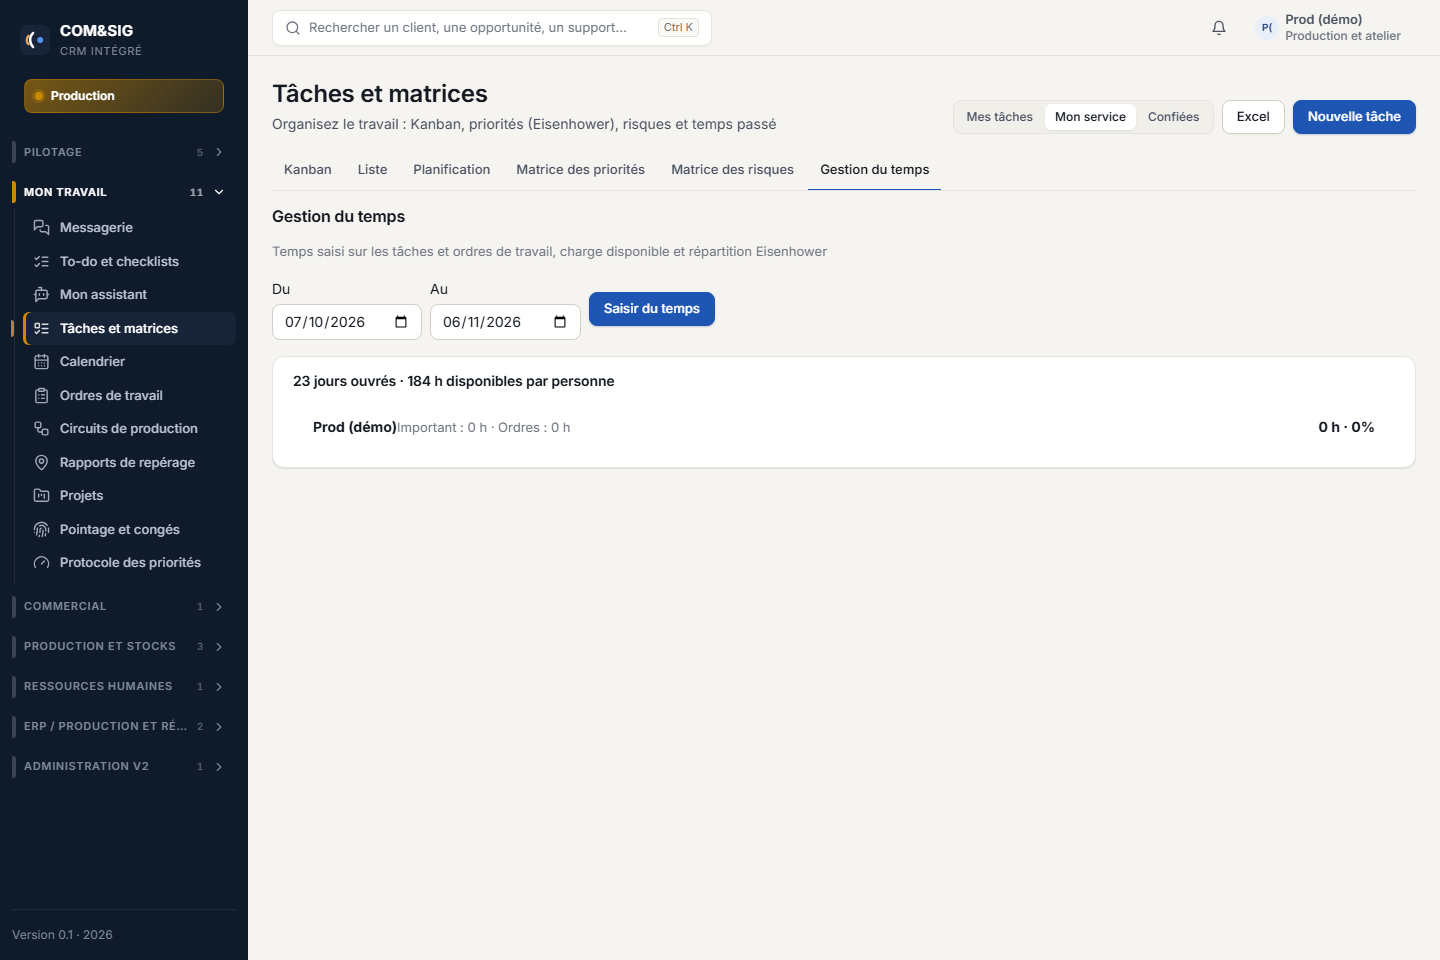 COM&SIG
CRM INTÉGRÉ
Production
PILOTAGE 5
MON TRAVAIL 11
Messagerie
To-do et checklists
Mon assistant
Tâches et matrices
Calendrier
Ordres de travail
Circuits de production
Rapports de repérage
Projets
Pointage et congés
Protocole des priorités
COMMERCIAL 1
PRODUCTION ET STOCKS 3
RESSOURCES HUMAINES 1
ERP / PRODUCTION ET RÉ... 2
ADMINISTRATION V2 1
Version 0.1 · 2026
Rechercher un client, une opportunité, un support... Ctrl K
P( Prod (démo)
Production et atelier
Tâches et matrices
Organisez le travail : Kanban, priorités (Eisenhower), risques et temps passé
Mes tâches Mon service Confiées Excel Nouvelle tâche
Kanban Liste Planification Matrice des priorités Matrice des risques Gestion du temps
Gestion du temps
Temps saisi sur les tâches et ordres de travail, charge disponible et répartition Eisenhower
Du Au
07/10/2026 06/11/2026 Saisir du temps
23 jours ouvrés · 184 h disponibles par personne
Prod (démo)Important : 0 h · Ordres : 0 h 0 h · 0%